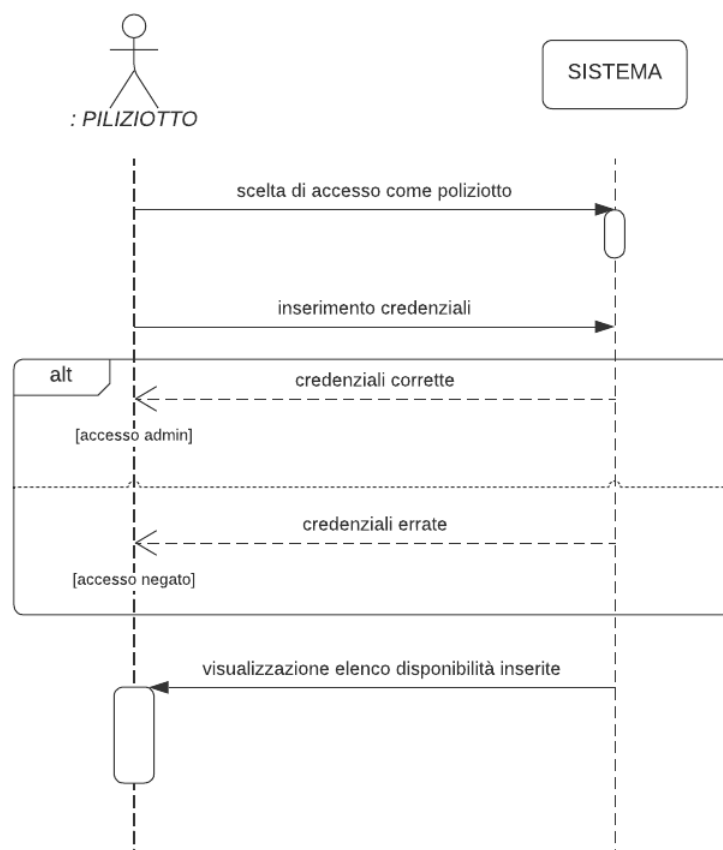 : PILIZIOTTO
SISTEMA
scelta di accesso come poliziotto
inserimento credenziali
alt
credenziali corrette
[accesso admin]
credenziali errate
[accesso negato]
visualizzazione elenco disponibilità inserite